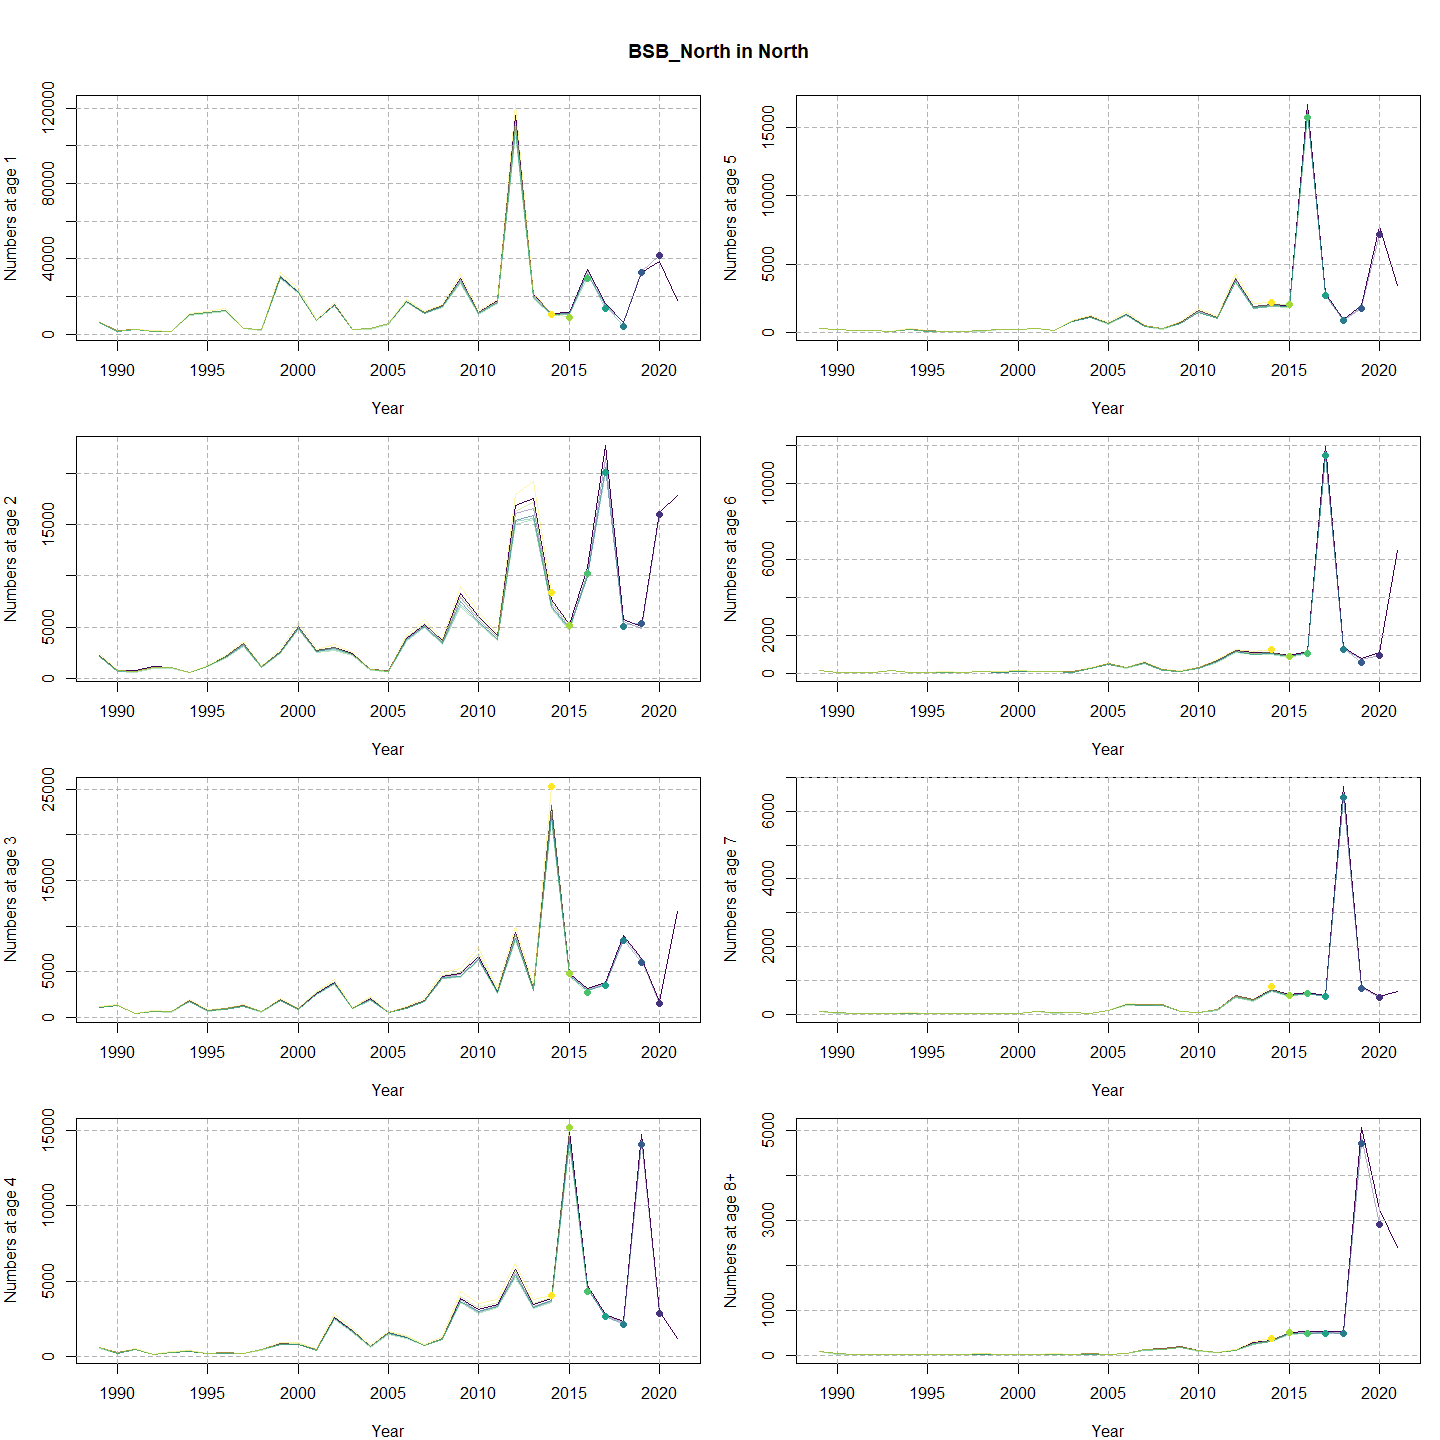 BSB_North in North
Numbers at age 1
0 40000 80000 120000
1990 1995 2000 2005 2010 2015 2020
Year
Numbers at age 5
0 5000 10000 15000
1990 1995 2000 2005 2010 2015 2020
Year
Numbers at age 2
0 5000 15000
1990 1995 2000 2005 2010 2015 2020
Year
Numbers at age 6
0 2000 6000 10000
1990 1995 2000 2005 2010 2015 2020
Year
Numbers at age 3
0 5000 15000 25000
1990 1995 2000 2005 2010 2015 2020
Year
Numbers at age 7
0 2000 4000 6000
1990 1995 2000 2005 2010 2015 2020
Year
Numbers at age 4
0 5000 10000 15000
1990 1995 2000 2005 2010 2015 2020
Year
Numbers at age 8+
0 1000 3000 5000
1990 1995 2000 2005 2010 2015 2020
Year